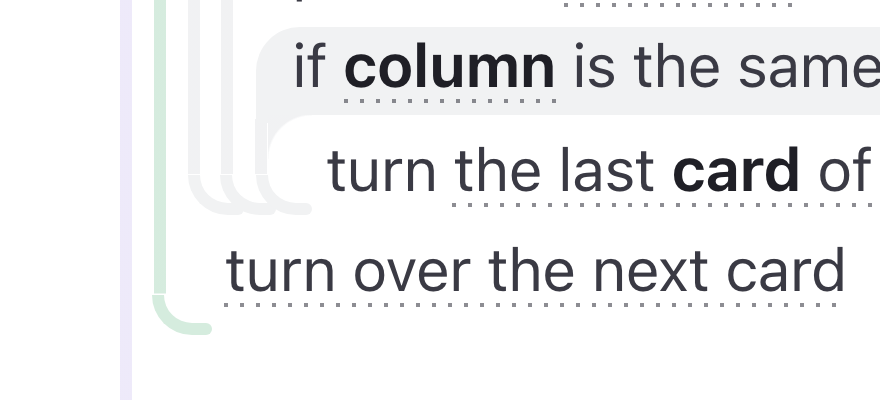 if column is the same
turn the last card of
turn over the next card